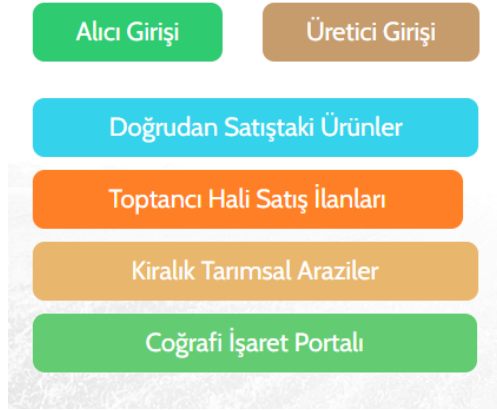 Alıcı Girişi
Üretici Girişi
Doğrudan Satıştaki Ürünler
Toptancı Hali Satış İlanları
Kiralık Tarımsal Araziler
Coğrafi İşaret Portalı